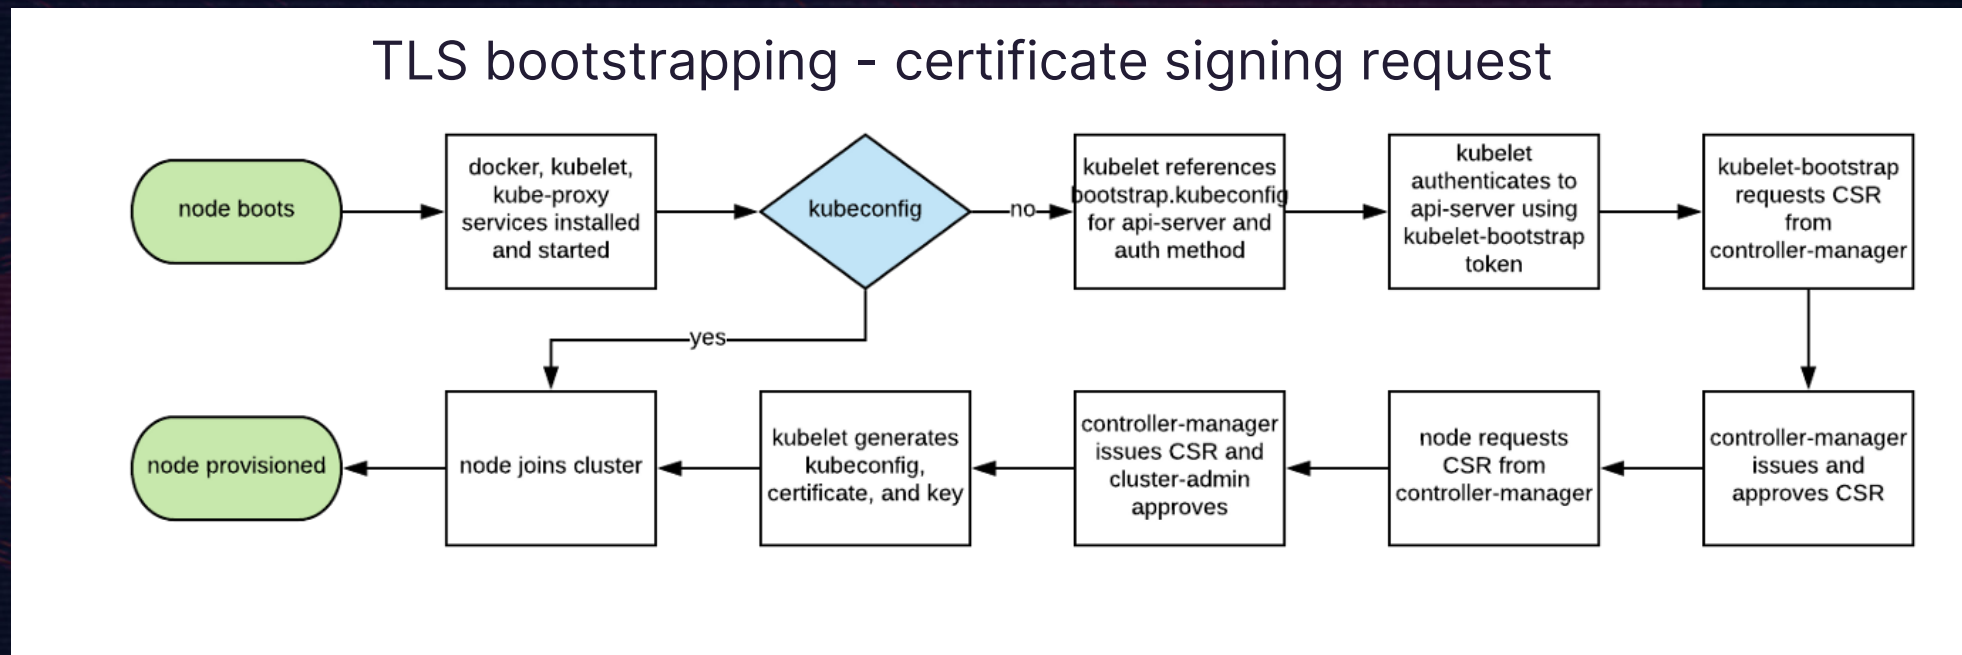 TLS bootstrapping - certificate signing request
node boots
docker, kubelet,
kube-proxy
services installed
and started
kubeconfig
no
kubelet references
bootstrap.kubeconfig
for api-server and
auth method
kubelet
authenticates to
api-server using
kubelet-bootstrap
token
kubelet-bootstrap
requests CSR
from
controller-manager
yes
controller-manager
issues and
approves CSR
node requests
CSR from
controller-manager
controller-manager
issues CSR and
cluster-admin
approves
kubelet generates
kubeconfig,
certificate, and key
node joins cluster
node provisioned